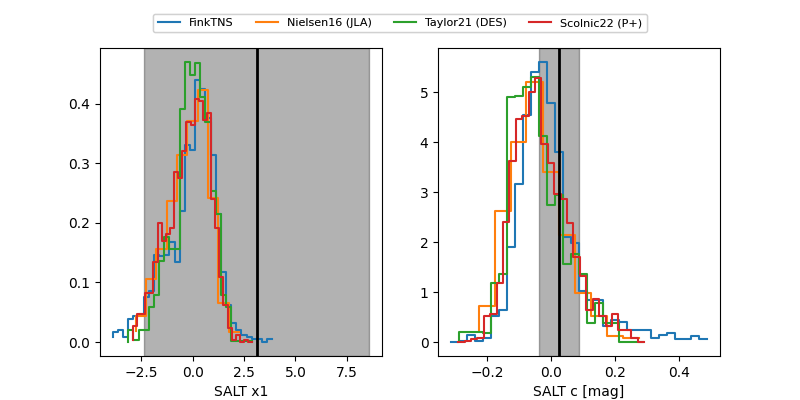 FinkTNS Nielsen16 (JLA) Taylor21 (DES) Scolnic22 (P+)
0.4
0.3
0.2
0.1
0.0
−2.5 0.0 2.5 5.0 7.5
SALT x1
5
4
3
2
1
0
−0.2 0.0 0.2 0.4
SALT c [mag]